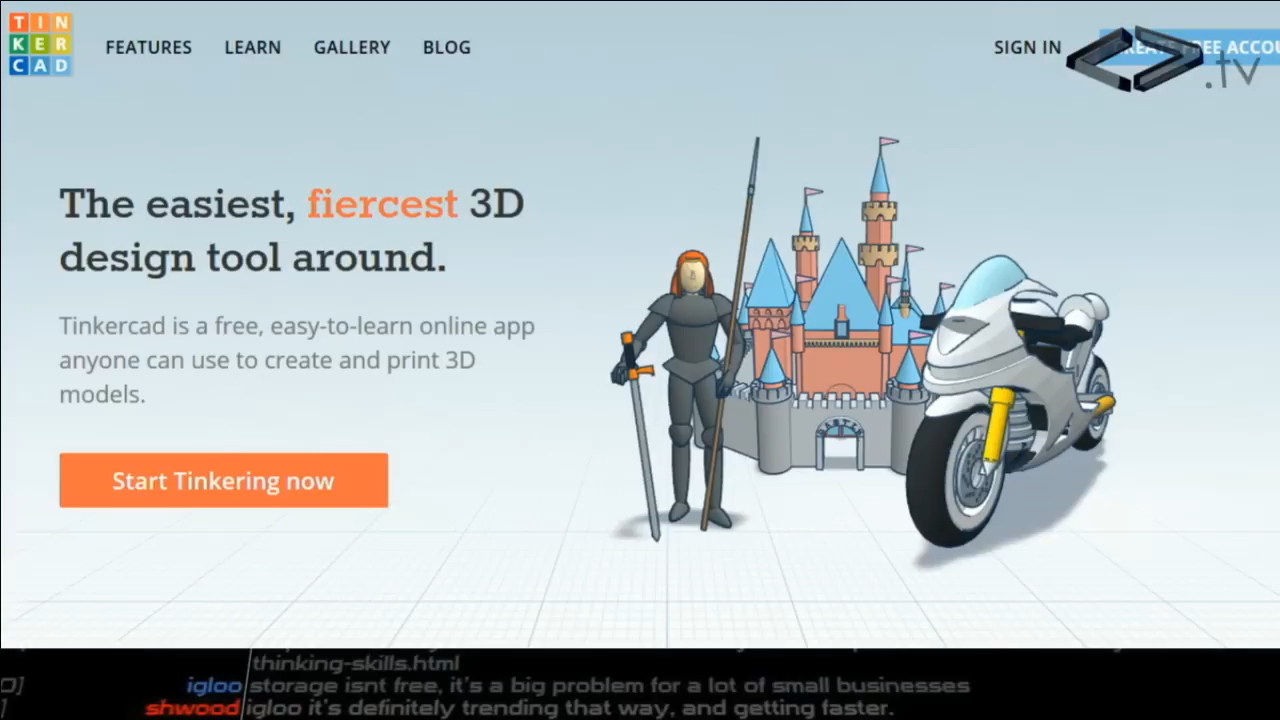 TIN
KER
CAD
FEATURES LEARN GALLERY BLOG
SIGN IN
CREATE FREE ACCOU
.tv
The easiest, fiercest 3D
design tool around.
Tinkercad is a free, easy-to-learn online app
anyone can use to create and print 3D
models.
Start Tinkering now
thinking-skills.html
igloo storage isnt free, it's a big problem for a lot of small businesses
shwood igloo it's definitely trending that way, and getting faster.